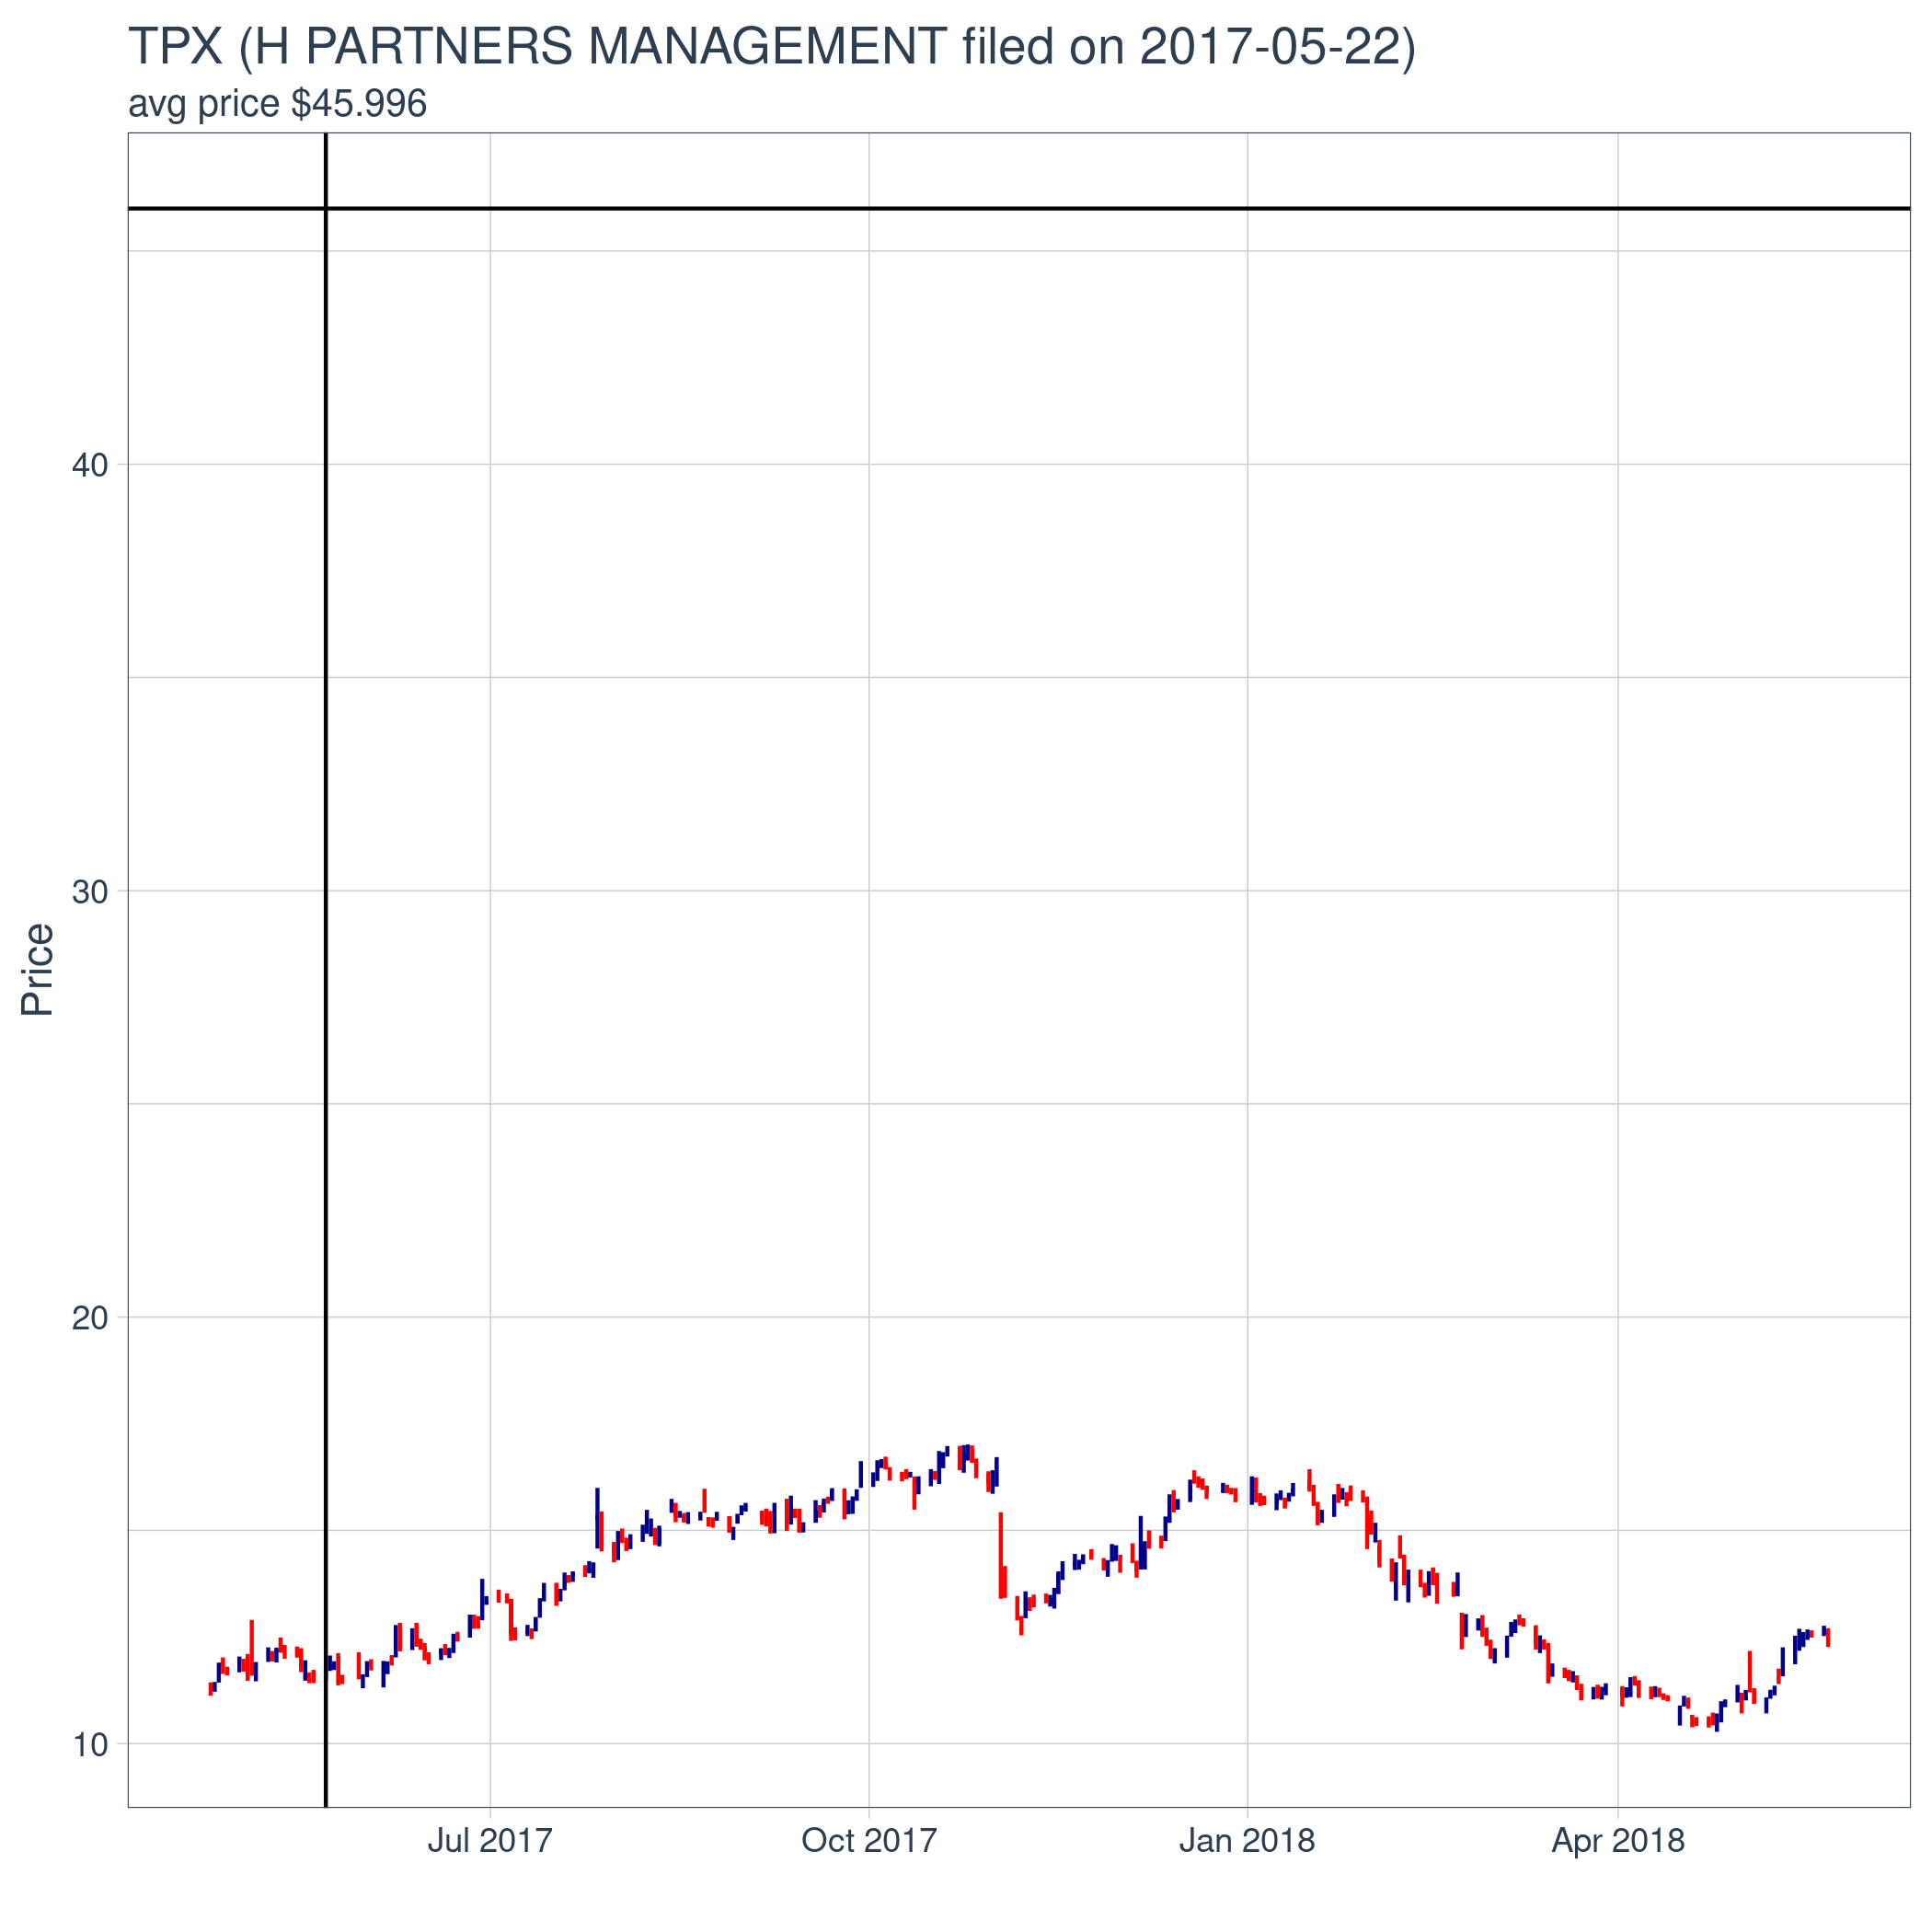 TPX (H PARTNERS MANAGEMENT filed on 2017-05-22)
avg price $45.996
Price
40
30
20
10
Jul 2017
Oct 2017
Jan 2018
Apr 2018